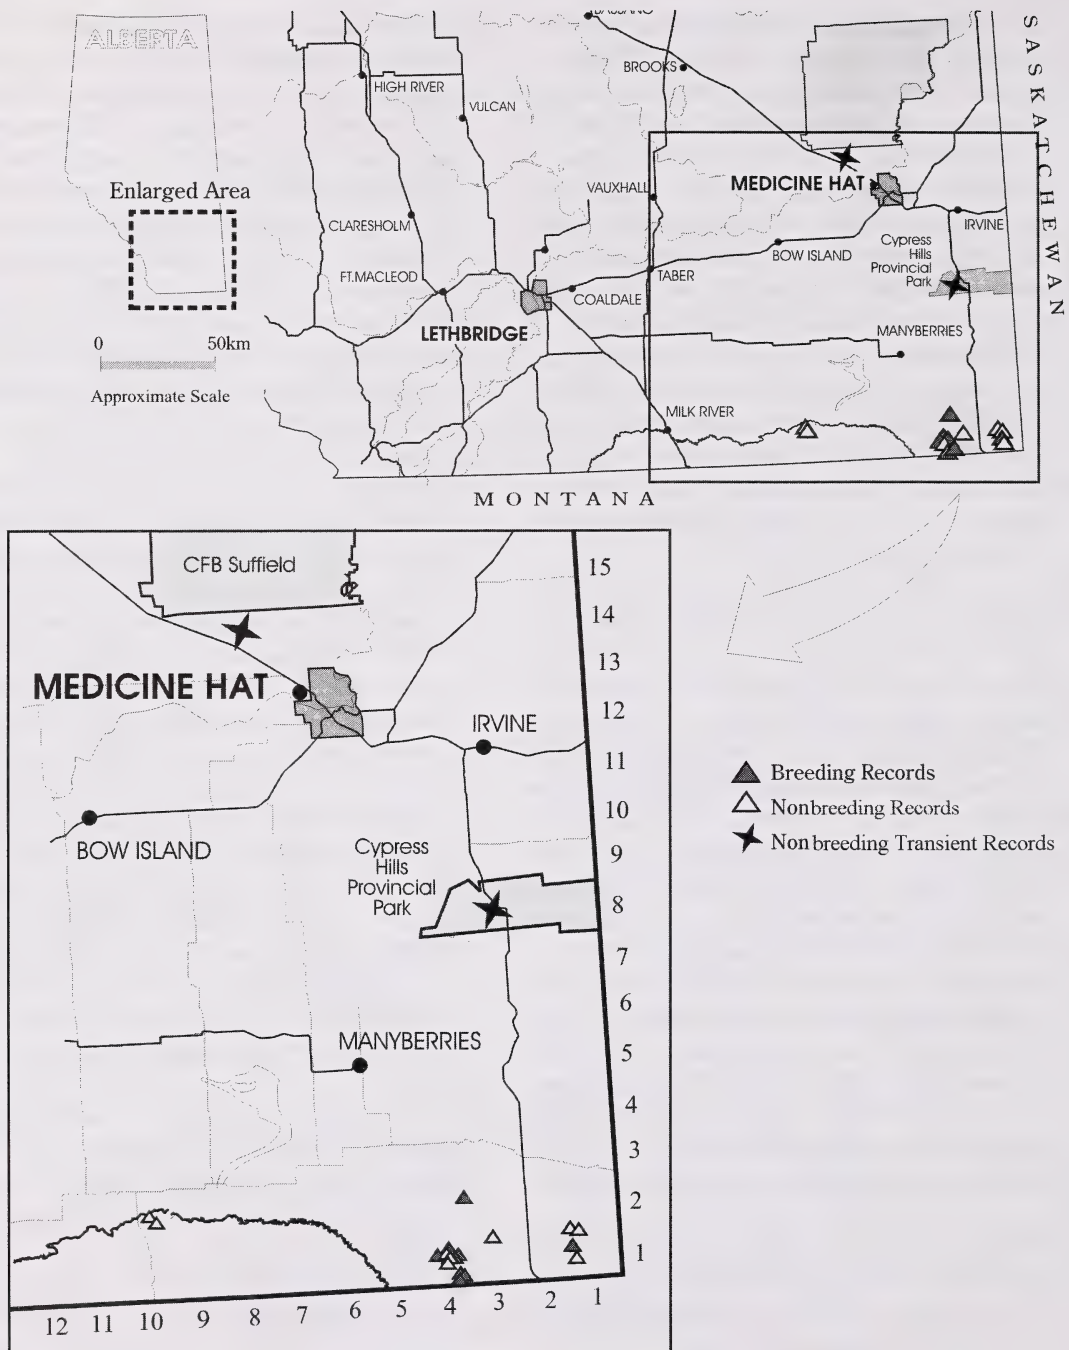 ALBERTA
Enlarged Area
0 50km
Approximate Scale
BASSANO
BROOKS
HIGH RIVER
VULCAN
SASKATCHEWAN
VAUXHALL
MEDICINE HAT
CLARESHOLM
IRVINE
BOW ISLAND
Cypress
Hills
Provincial
Park
FT.MACLEOD
TABER
COALDALE
LETHBRIDGE
MANYBERRIES
MILK RIVER
MONTANA
CFB Suffield
15
14
13
MEDICINE HAT
12
IRVINE
11
10
BOW ISLAND
Cypress
Hills
Provincial
Park
9
8
7
6
MANYBERRIES
5
4
3
2
1
12 11 10 9 8 7 6 5 4 3 2 1
Breeding Records
Nonbreeding Records
Nonbreeding Transient Records